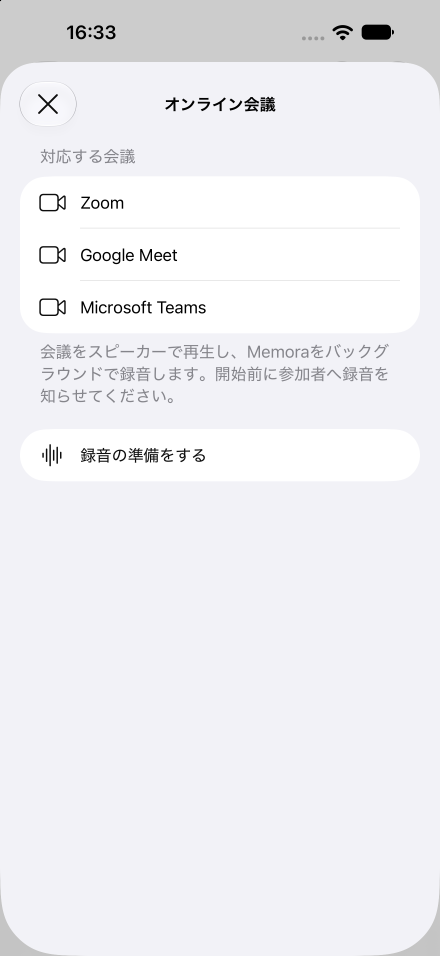 16:33
オンライン会議
対応する会議
Zoom
Google Meet
Microsoft Teams
会議をスピーカーで再生し、Memoraをバックグ
ラウンドで録音します。開始前に参加者へ録音を
知らせてください。
録音の準備をする